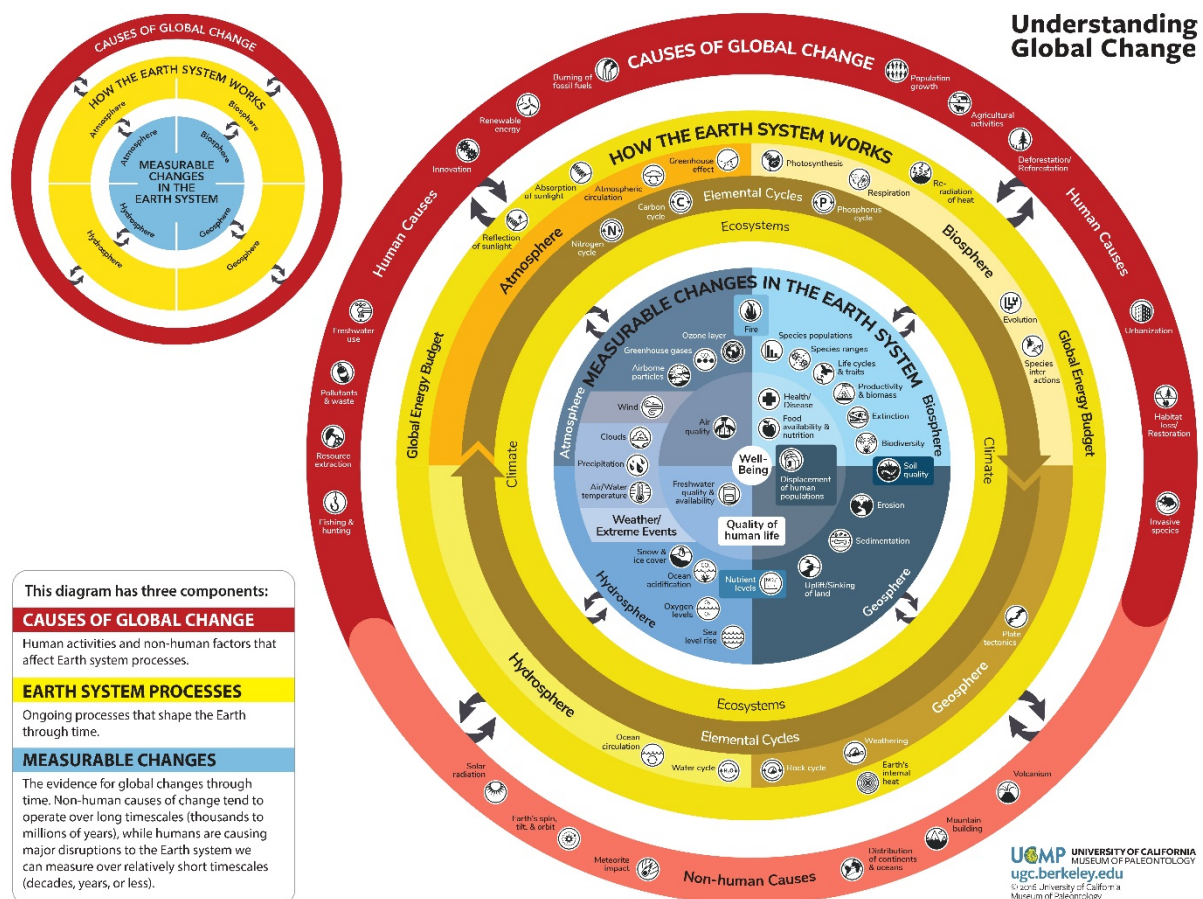 Understanding
Global Change
CAUSES OF GLOBAL CHANGE
HOW THE EARTH SYSTEM WORKS
Atmosphere
Biosphere
Atmosphere
Biosphere
MEASURABLE
CHANGES
IN THE
EARTH SYSTEM
Hydrosphere
Geosphere
Hydrosphere
Geosphere
CAUSES OF GLOBAL CHANGE
Human Causes
Burning of
fossil fuels
Renewable
energy
Innovation
Freshwater
use
Pollutants
& waste
Resource
extraction
Fishing &
hunting
Population
growth
Agricultural
activities
Deforestation/
Reforestation
Human Causes
Urbanization
Habitat
loss/
Restoration
Invasive
species
HOW THE EARTH SYSTEM WORKS
Absorption
of sunlight
Reflection
of sunlight
Atmospheric
circulation
Greenhouse
effect
Photosynthesis
Respiration
Re-
radiation
of heat
Atmosphere
Biosphere
Evolution
Species
inter
actions
Global Energy Budget
Global Energy Budget
Elemental Cycles
Carbon
cycle
C
Nitrogen
cycle
N
P
Phosphorus
cycle
Ecosystems
Climate
Climate
MEASURABLE CHANGES IN THE EARTH SYSTEM
Fire
Ozone layer
Greenhouse gases
Airborne
particles
Wind
Clouds
Precipitation
Air/Water
temperature
Weather/
Extreme Events
Atmosphere
Air
quality
Species populations
Species ranges
Life cycles
& traits
Productivity
& biomass
Extinction
Biodiversity
Health/
Disease
Food
availability &
nutrition
Biosphere
Well-
Being
Soil
quality
Displacement
of human
populations
Freshwater
quality &
availability
Quality of
human life
Erosion
Sedimentation
Uplift/Sinking
of land
Geosphere
Snow &
ice cover
Ocean
acidification
Oxygen
levels
Sea
level rise
Nutrient
levels
Hydrosphere
Plate
tectonics
Hydrosphere
Geosphere
Ecosystems
Elemental Cycles
Ocean
circulation
Water cycle
H₂O
Rock cycle
Weathering
Earth's
internal
heat
Solar
radiation
Earth's spin,
tilt, & orbit
Meteorite
impact
Non-human Causes
Distribution
of continents
& oceans
Mountain
building
Volcanism
This diagram has three components:
CAUSES OF GLOBAL CHANGE
Human activities and non-human factors that
affect Earth system processes.
EARTH SYSTEM PROCESSES
Ongoing processes that shape the Earth
through time.
MEASURABLE CHANGES
The evidence for global changes through
time. Non-human causes of change tend to
operate over long timescales (thousands to
millions of years), while humans are causing
major disruptions to the Earth system we
can measure over relatively short timescales
(decades, years, or less).
UCMP UNIVERSITY OF CALIFORNIA
MUSEUM OF PALEONTOLOGY
ugc.berkeley.edu
© 2016 University of California
Museum of Paleontology